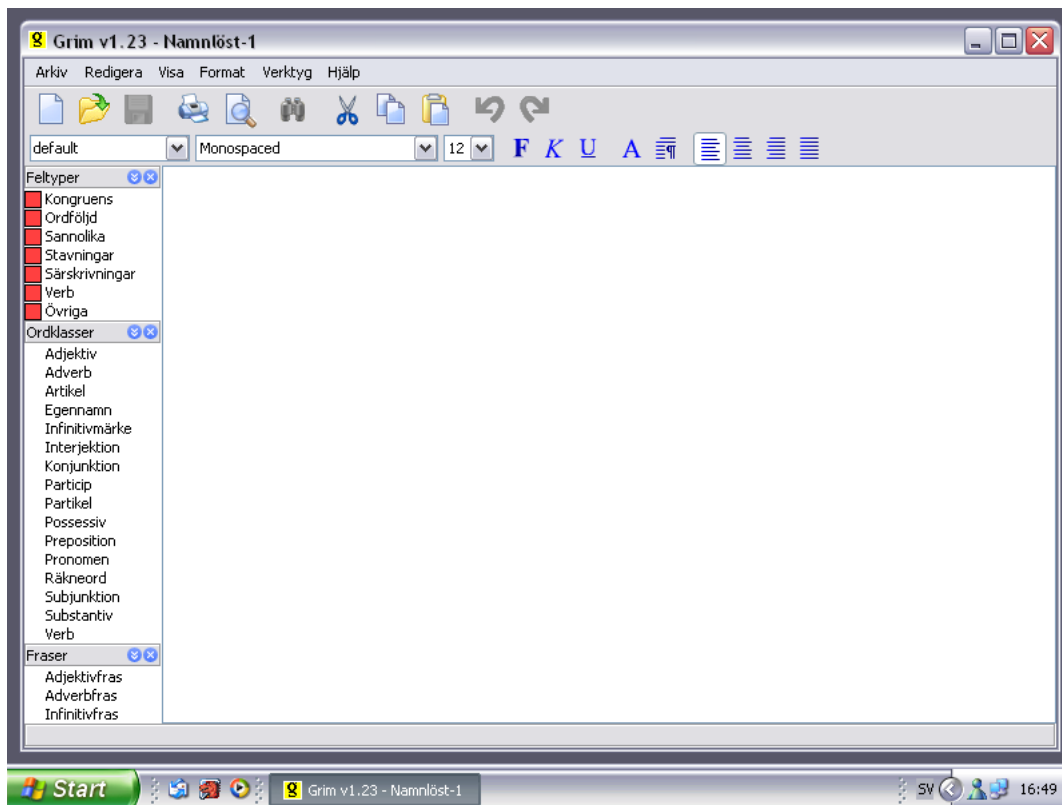 g Grim v1.23 - Namnlöst-1
Arkiv Redigera Visa Format Verktyg Hjälp
default Monospaced 12 F K U A ¶
Feltyper
Kongruens
Ordföljd
Sannolika
Stavningar
Särskrivningar
Verb
Övriga
Ordklasser
Adjektiv
Adverb
Artikel
Egennamn
Infinitivmärke
Interjektion
Konjunktion
Particip
Partikel
Possessiv
Preposition
Pronomen
Räkneord
Subjunktion
Substantiv
Verb
Fraser
Adjektivfras
Adverbfras
Infinitivfras
Start g Grim v1.23 - Namnlöst-1 SV 16:49